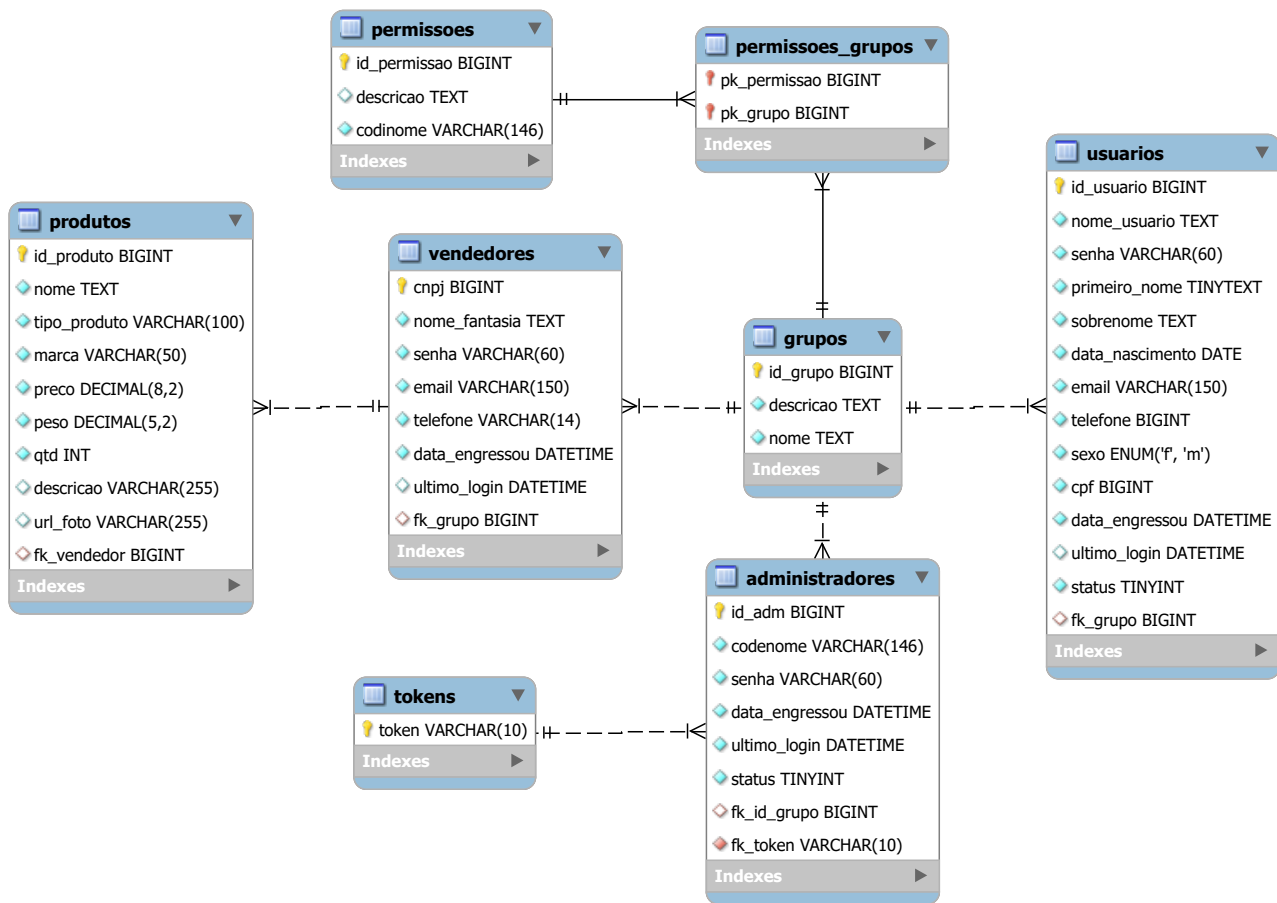 permissoes
id_permissao BIGINT
descricao TEXT
codinome VARCHAR(146)
Indexes
permissoes_grupos
pk_permissao BIGINT
pk_grupo BIGINT
Indexes
usuarios
id_usuario BIGINT
nome_usuario TEXT
senha VARCHAR(60)
primeiro_nome TINYTEXT
sobrenome TEXT
data_nascimento DATE
email VARCHAR(150)
telefone BIGINT
sexo ENUM('f', 'm')
cpf BIGINT
data_engressou DATETIME
ultimo_login DATETIME
status TINYINT
fk_grupo BIGINT
Indexes
produtos
id_produto BIGINT
nome TEXT
tipo_produto VARCHAR(100)
marca VARCHAR(50)
preco DECIMAL(8,2)
peso DECIMAL(5,2)
qtd INT
descricao VARCHAR(255)
url_foto VARCHAR(255)
fk_vendedor BIGINT
Indexes
vendedores
cnpj BIGINT
nome_fantasia TEXT
senha VARCHAR(60)
email VARCHAR(150)
telefone VARCHAR(14)
data_engressou DATETIME
ultimo_login DATETIME
fk_grupo BIGINT
Indexes
grupos
id_grupo BIGINT
descricao TEXT
nome TEXT
Indexes
administradores
id_adm BIGINT
codenome VARCHAR(146)
senha VARCHAR(60)
data_engressou DATETIME
ultimo_login DATETIME
status TINYINT
fk_id_grupo BIGINT
fk_token VARCHAR(10)
Indexes
tokens
token VARCHAR(10)
Indexes